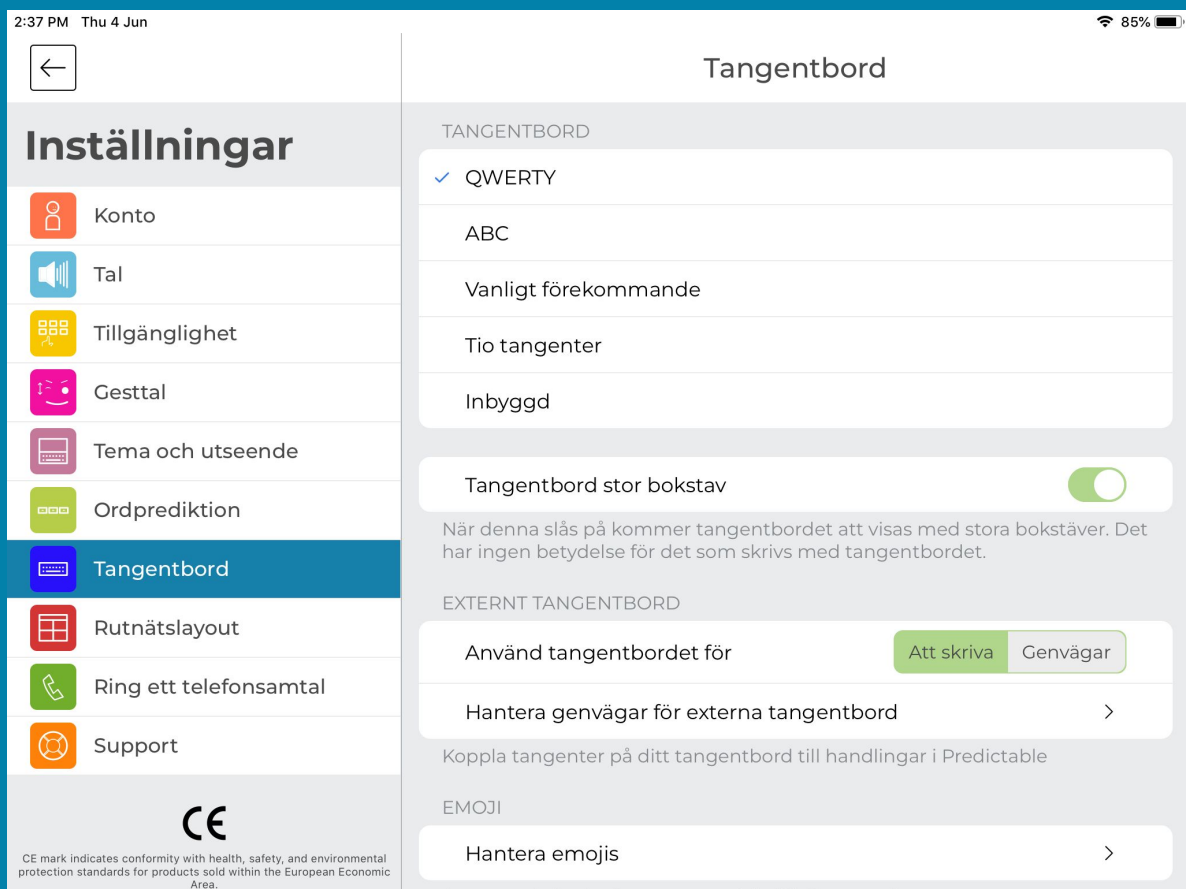 2:37 PM Thu 4 Jun
85%
Tangentbord
Inställningar
Konto
Tal
Tillgänglighet
Gesttal
Tema och utseende
Ordprediktion
Tangentbord
Rutnätslayout
Ring ett telefonsamtal
Support
CE
CE mark indicates conformity with health, safety, and environmental
protection standards for products sold within the European Economic
Area.
TANGENTBORD
QWERTY
ABC
Vanligt förekommande
Tio tangenter
Inbyggd
Tangentbord stor bokstav
När denna slås på kommer tangentbordet att visas med stora bokstäver. Det
har ingen betydelse för det som skrivs med tangentbordet.
EXTERNT TANGENTBORD
Använd tangentbordet för
Att skriva Genvägar
Hantera genvägar för externa tangentbord
Koppla tangenter på ditt tangentbord till handlingar i Predictable
EMOJI
Hantera emojis